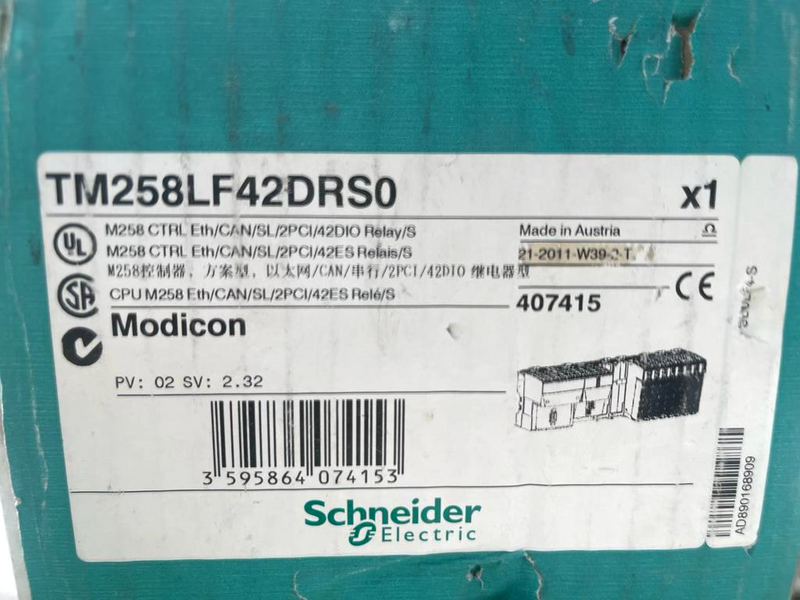 TM258LF42DRS0 x1
M258 CTRL Eth/CAN/SL/2PCI/42DIO Relay/S
M258 CTRL Eth/CAN/SL/2PCI/42ES Relais/S
M258控制器，方案型，以太网/CAN/串行/2PCI/42DIO 继电器型
CPU M258 Eth/CAN/SL/2PCI/42ES Relé/S
Made in Austria
21-2011-W39-2-T
407415
CE
UL
SA
Modicon
PV: 02 SV: 2.32
3 595864 074153
Schneider
Electric
AD890168909